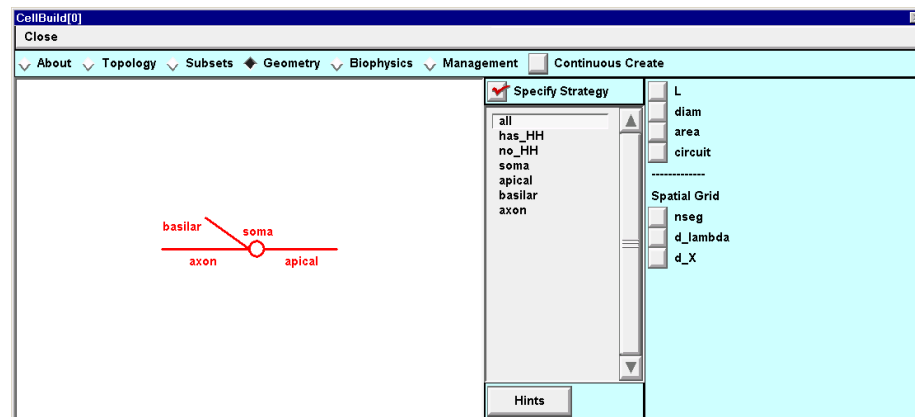 CellBuild[0]
Close
About Topology Subsets Geometry Biophysics Management Continuous Create
Specify Strategy
all
has_HH
no_HH
soma
apical
basilar
axon
Hints
L
diam
area
circuit
-------------
Spatial Grid
nseg
d_lambda
d_X
basilar
soma
axon
apical